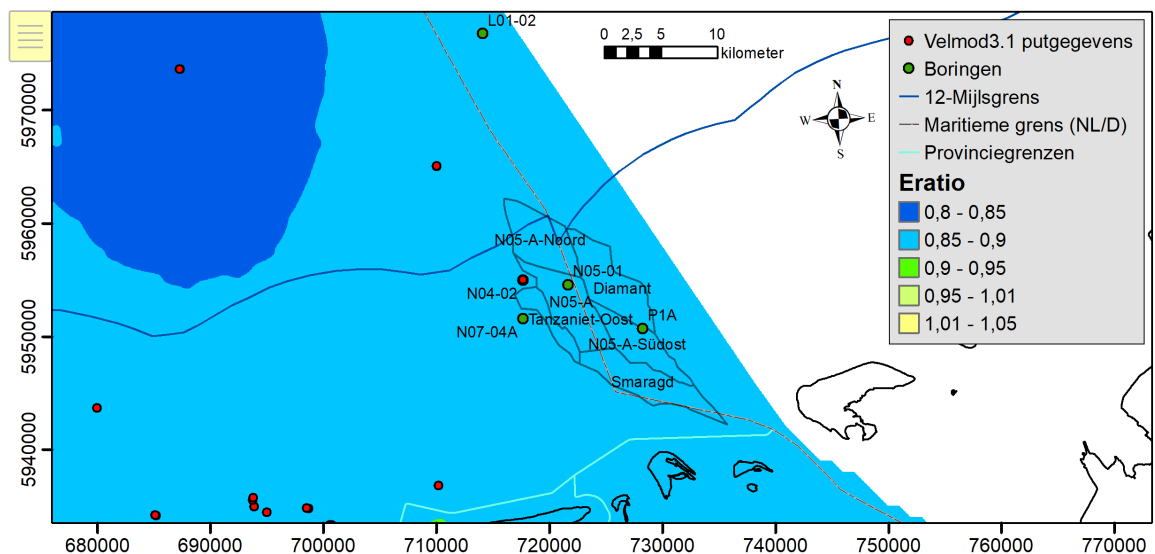 L01-02
0 2,5 5 10
kilometer
N
W E
S
Velmod3.1 putgegevens
Boringen
12-Mijlsgrens
Maritieme grens (NL/D)
Provinciegrenzen
Eratio
0,8 - 0,85
0,85 - 0,9
0,9 - 0,95
0,95 - 1,01
1,01 - 1,05
5970000
5960000
5950000
5940000
N05-A-Noord
N05-01
Diamant
N04-02
N05-A
P1A
Tanzaniet-Oost
N07-04A
N05-A-Südost
Smaragd
680000 690000 700000 710000 720000 730000 740000 750000 760000 770000